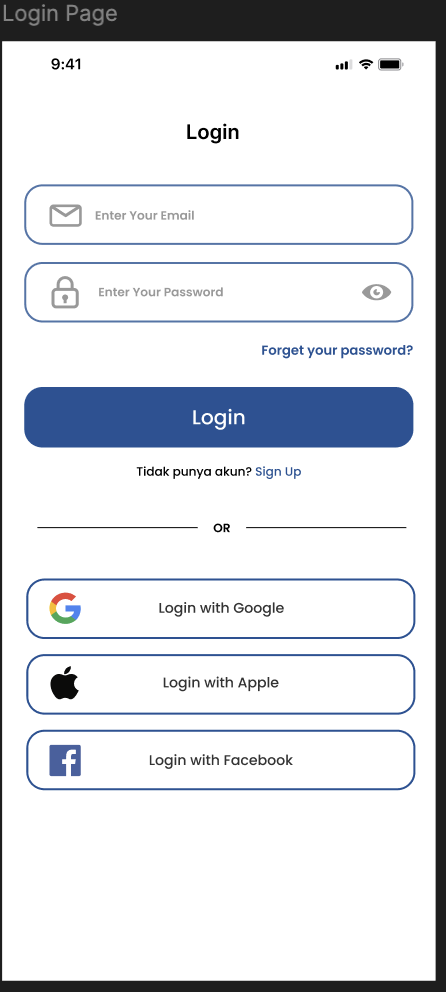 Login Page
9:41
Login
Enter Your Email
Enter Your Password
Forget your password?
Login
Tidak punya akun? Sign Up
OR
Login with Google
Login with Apple
Login with Facebook